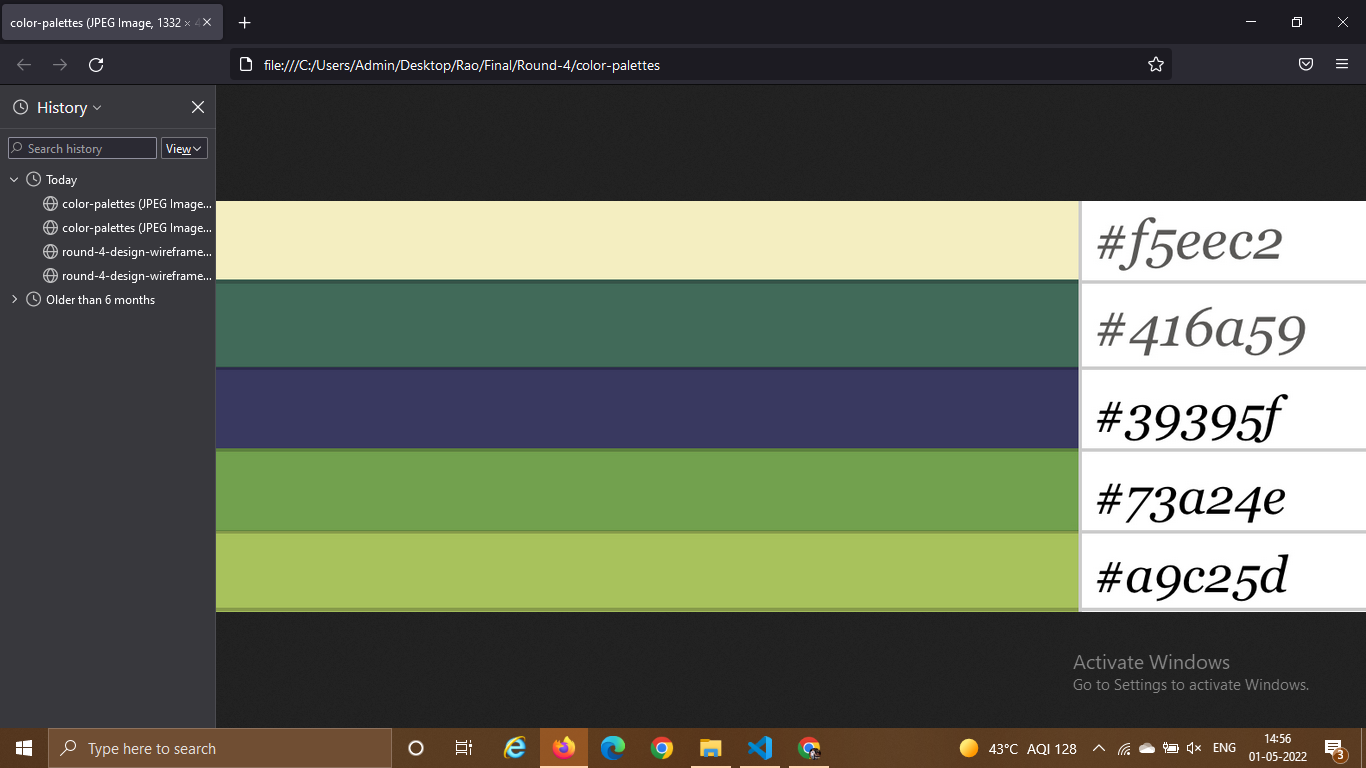 color-palettes (JPEG Image, 1332 × 4
file:///C:/Users/Admin/Desktop/Rao/Final/Round-4/color-palettes
History
Search history
View
Today
color-palettes (JPEG Image...
color-palettes (JPEG Image...
round-4-design-wireframe...
round-4-design-wireframe...
Older than 6 months
#f5eec2
#416a59
#39395f
#73a24e
#a9c25d
Activate Windows
Go to Settings to activate Windows.
Type here to search
43°C AQI 128
ENG
14:56
01-05-2022
3